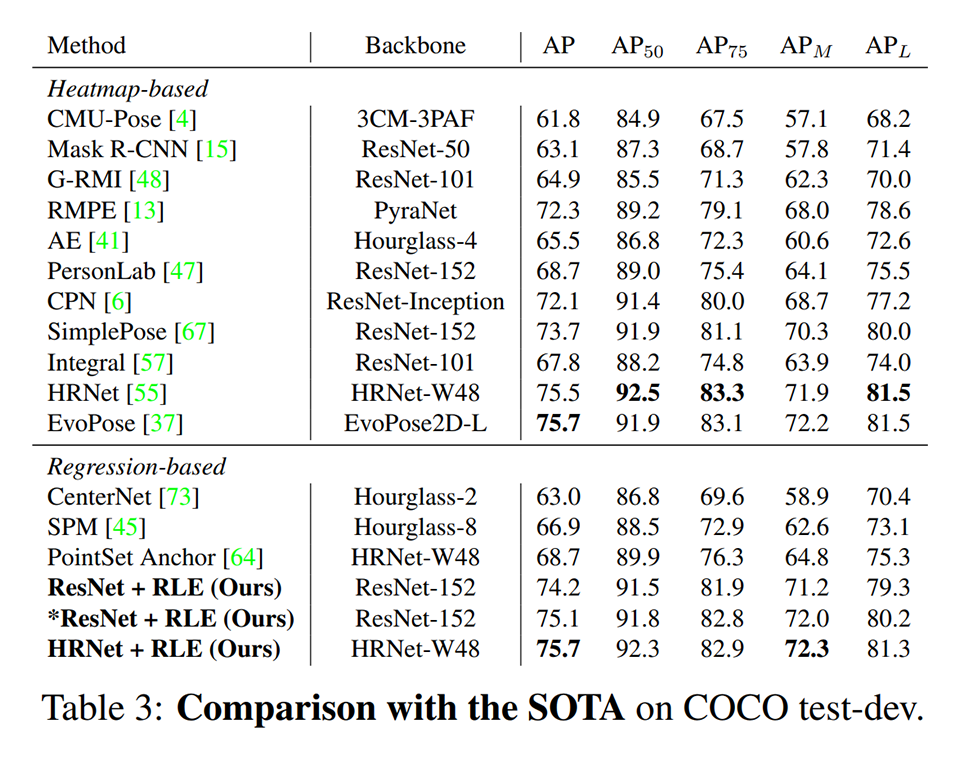 Method Backbone AP AP50 AP75 APM APL
Heatmap-based
CMU-Pose [4] 3CM-3PAF 61.8 84.9 67.5 57.1 68.2
Mask R-CNN [15] ResNet-50 63.1 87.3 68.7 57.8 71.4
G-RMI [48] ResNet-101 64.9 85.5 71.3 62.3 70.0
RMPE [13] PyraNet 72.3 89.2 79.1 68.0 78.6
AE [41] Hourglass-4 65.5 86.8 72.3 60.6 72.6
PersonLab [47] ResNet-152 68.7 89.0 75.4 64.1 75.5
CPN [6] ResNet-Inception 72.1 91.4 80.0 68.7 77.2
SimplePose [67] ResNet-152 73.7 91.9 81.1 70.3 80.0
Integral [57] ResNet-101 67.8 88.2 74.8 63.9 74.0
HRNet [55] HRNet-W48 75.5 92.5 83.3 71.9 81.5
EvoPose [37] EvoPose2D-L 75.7 91.9 83.1 72.2 81.5
Regression-based
CenterNet [73] Hourglass-2 63.0 86.8 69.6 58.9 70.4
SPM [45] Hourglass-8 66.9 88.5 72.9 62.6 73.1
PointSet Anchor [64] HRNet-W48 68.7 89.9 76.3 64.8 75.3
ResNet + RLE (Ours) ResNet-152 74.2 91.5 81.9 71.2 79.3
*ResNet + RLE (Ours) ResNet-152 75.1 91.8 82.8 72.0 80.2
HRNet + RLE (Ours) HRNet-W48 75.7 92.3 82.9 72.3 81.3
Table 3: Comparison with the SOTA on COCO test-dev.